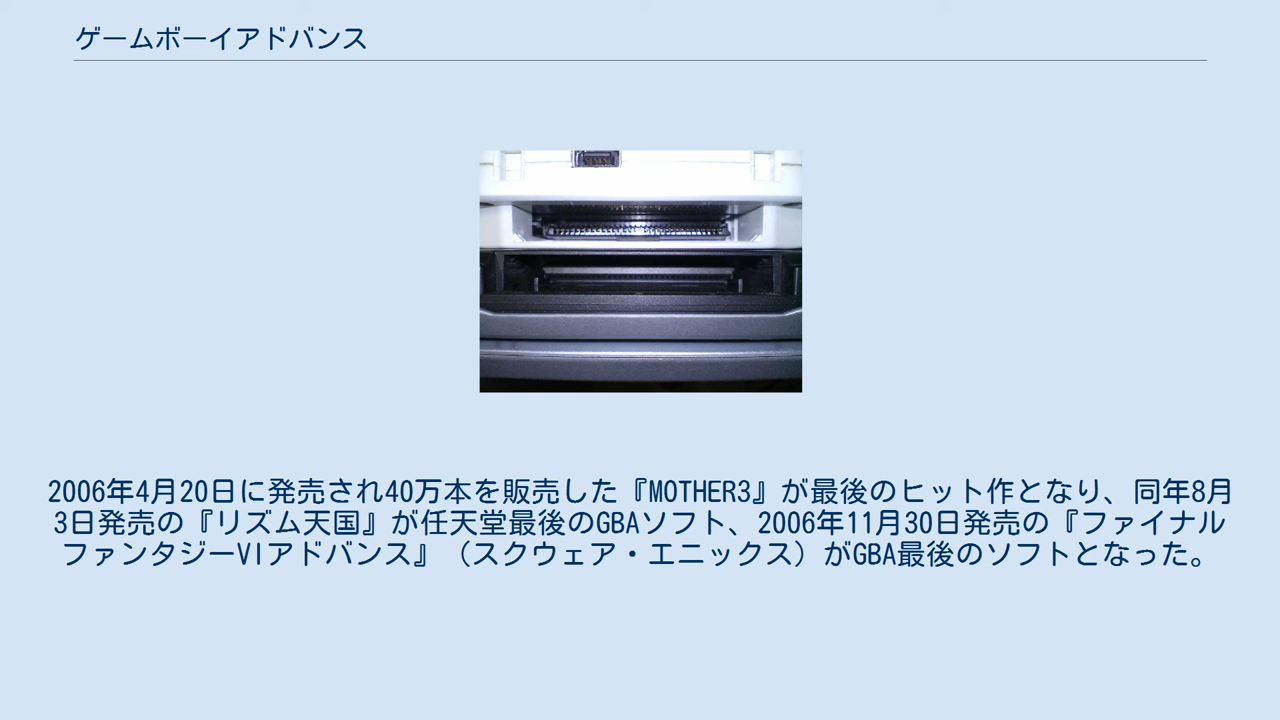 ゲームボーイアドバンス
2006年4月20日に発売され40万本を販売した『MOTHER3』が最後のヒット作となり、同年8月
3日発売の『リズム天国』が任天堂最後のGBAソフト、2006年11月30日発売の『ファイナル
ファンタジーVIアドバンス』（スクウェア・エニックス）がGBA最後のソフトとなった。